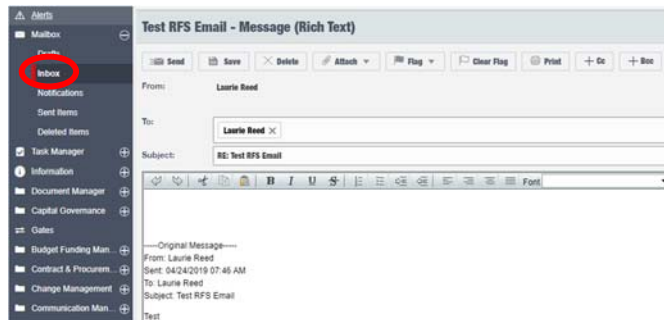 Alerts
Mailbox
Drafts
Inbox
Notifications
Sent Items
Deleted Items
Task Manager
Information
Document Manager
Capital Governance
Gates
Budget Funding Man...
Contract & Procurem...
Change Management
Communication Man...
Test RFS Email - Message (Rich Text)
Send Save Delete Attach Flag Clear Flag Print Cc Bcc
From: Laurie Reed
To: Laurie Reed
Subject: RE: Test RFS Email
B I U S Font
-----Original Message-----
From: Laurie Reed
Sent: 04/24/2019 07:46 AM
To: Laurie Reed
Subject: Test RFS Email
Test